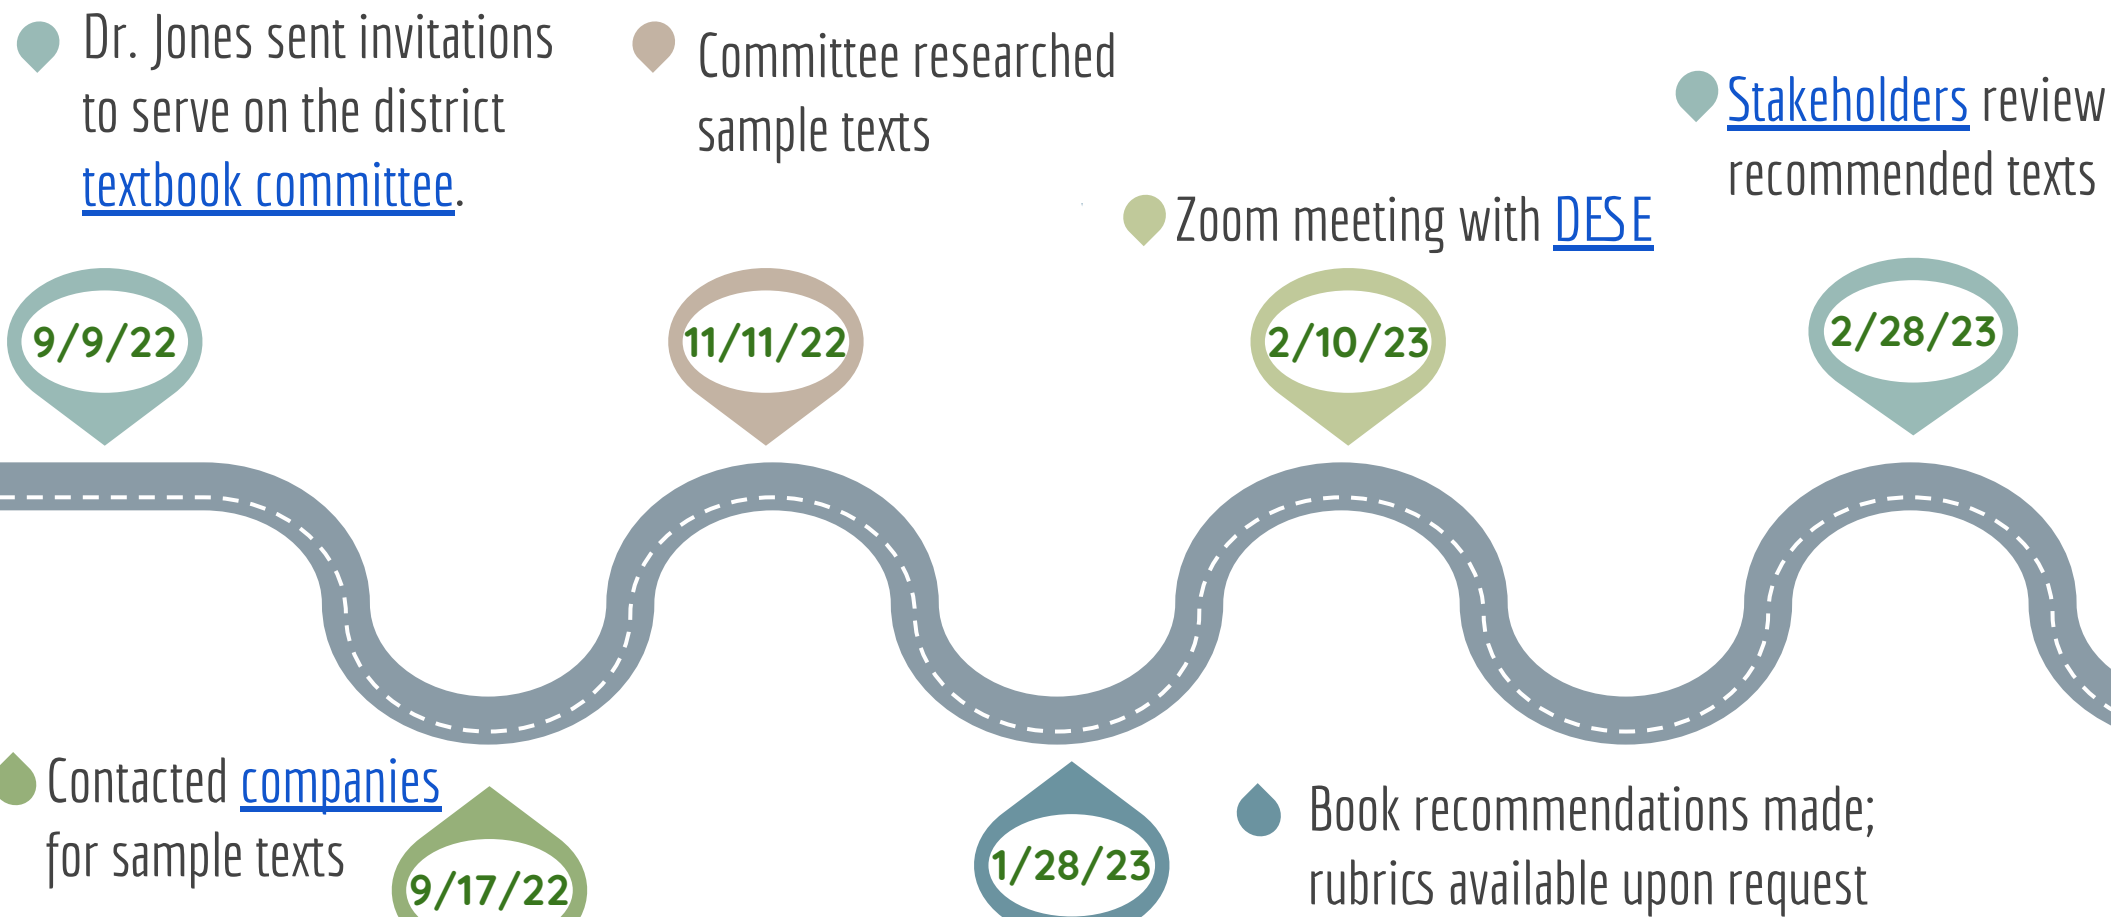 Dr. Jones sent invitations
to serve on the district
textbook committee.
9/9/22
Committee researched
sample texts
11/11/22
Zoom meeting with DESE
2/10/23
Stakeholders review
recommended texts
2/28/23
Contacted companies
for sample texts
9/17/22
1/28/23
Book recommendations made;
rubrics available upon request